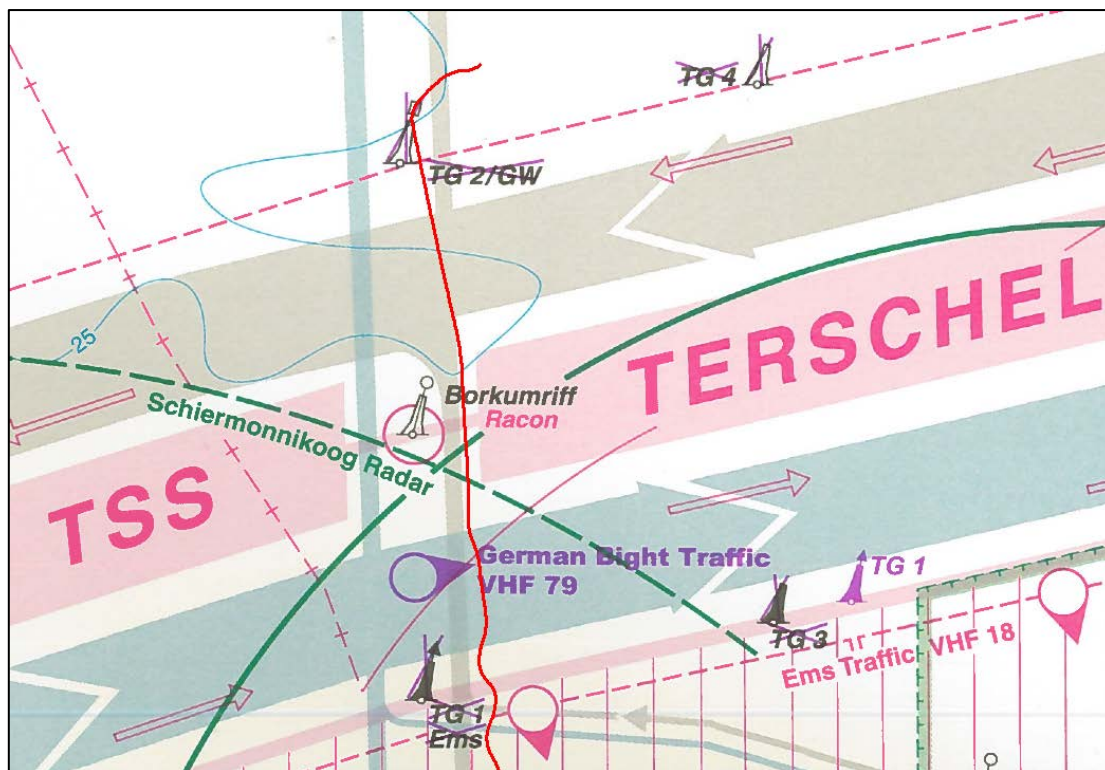 TG 4
TG 2/GW
TERSCHEL
25
Borkumriff
Racon
Schiermonnikoog Radar
TSS
German Bight Traffic
VHF 79
TG 1
TG 3
Ems Traffic VHF 18
TG 1
Ems